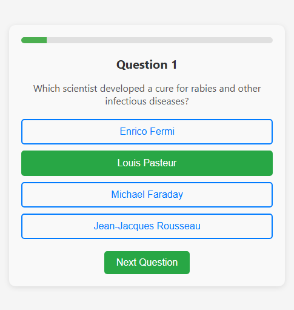 Question 1
Which scientist developed a cure for rabies and other
infectious diseases?
Enrico Fermi
Louis Pasteur
Michael Faraday
Jean-Jacques Rousseau
Next Question